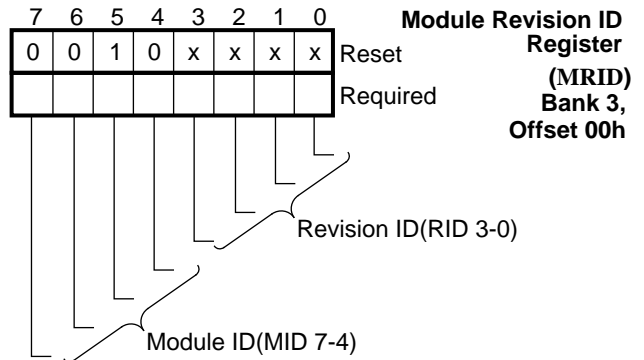 7 6 5 4 3 2 1 0
Module Revision ID
Register
(MRID)
Bank 3,
Offset 00h
0 0 1 0 x x x x Reset
Required
Revision ID(RID 3-0)
Module ID(MID 7-4)